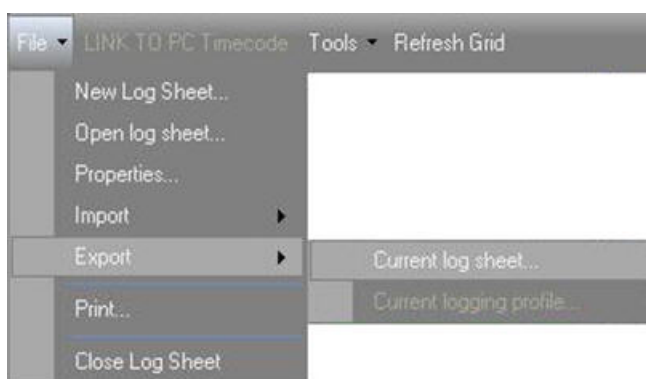 File LINK TO PC Timecode Tools Refresh Grid
New Log Sheet...
Open log sheet...
Properties...
Import
Export Current log sheet...
Print... Current logging profile...
Close Log Sheet